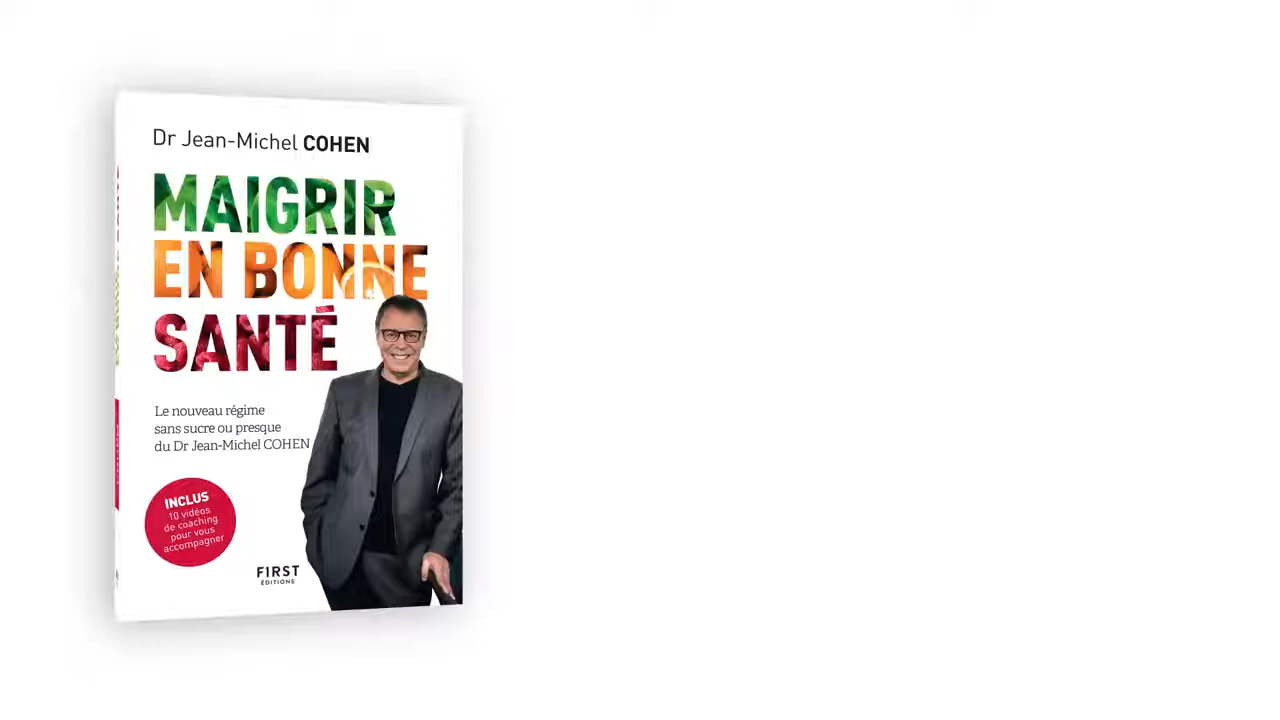 Dr Jean-Michel COHEN
MAIGRIR
EN BONNE
SANTÉ
Le nouveau régime
sans sucre ou presque
du Dr Jean-Michel COHEN
INCLUS
10 vidéos
de coaching
pour vous
accompagner
FIRST
ÉDITIONS